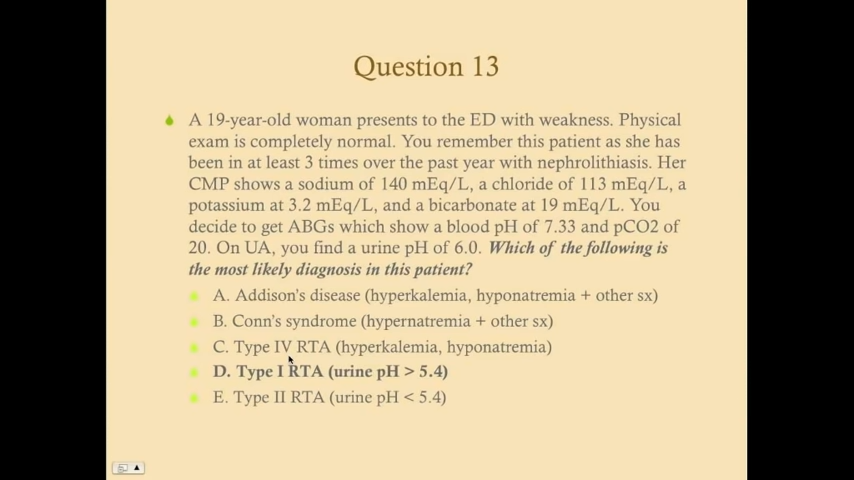 Question 13
A 19-year-old woman presents to the ED with weakness. Physical
exam is completely normal. You remember this patient as she has
been in at least 3 times over the past year with nephrolithiasis. Her
CMP shows a sodium of 140 mEq/L, a chloride of 113 mEq/L, a
potassium at 3.2 mEq/L, and a bicarbonate at 19 mEq/L. You
decide to get ABGs which show a blood pH of 7.33 and pCO2 of
20. On UA, you find a urine pH of 6.0. Which of the following is
the most likely diagnosis in this patient?
A. Addison's disease (hyperkalemia, hyponatremia + other sx)
B. Conn's syndrome (hypernatremia + other sx)
C. Type IV RTA (hyperkalemia, hyponatremia)
D. Type I RTA (urine pH > 5.4)
E. Type II RTA (urine pH < 5.4)